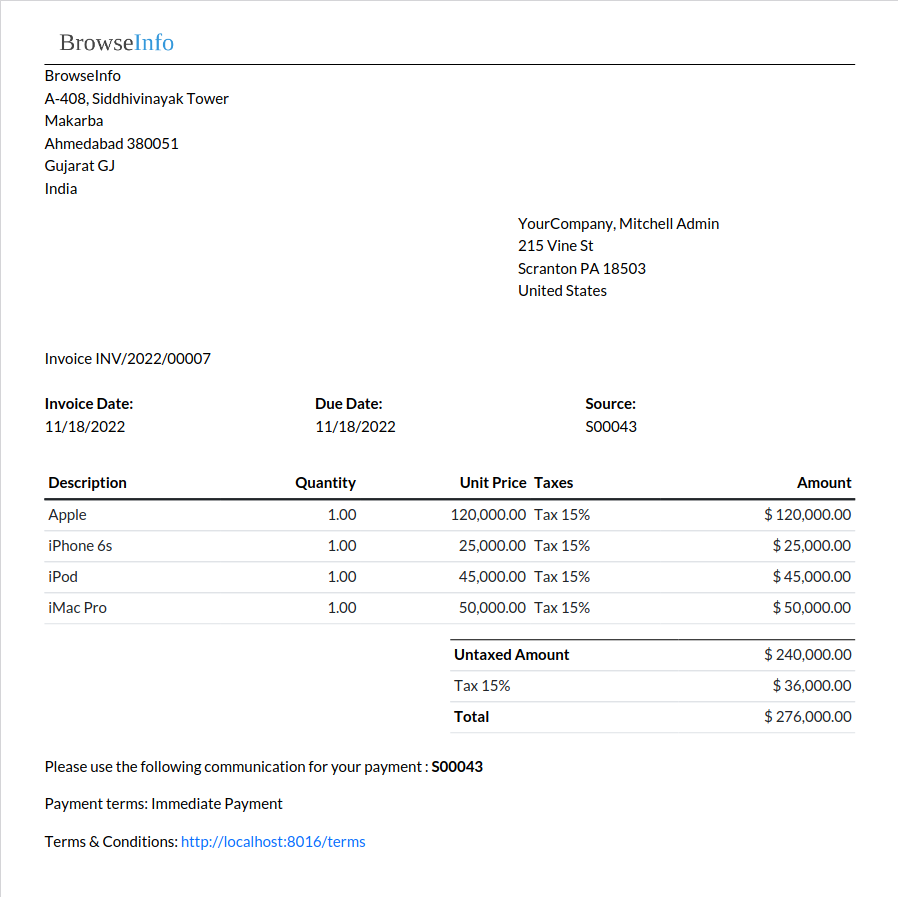 BrowseInfo
BrowseInfo
A-408, Siddhivinayak Tower
Makarba
Ahmedabad 380051
Gujarat GJ
India
YourCompany, Mitchell Admin
215 Vine St
Scranton PA 18503
United States
Invoice INV/2022/00007
Invoice Date: Due Date: Source:
11/18/2022 11/18/2022 S00043
Description Quantity Unit Price Taxes Amount
Apple 1.00 120,000.00 Tax 15% $ 120,000.00
iPhone 6s 1.00 25,000.00 Tax 15% $ 25,000.00
iPod 1.00 45,000.00 Tax 15% $ 45,000.00
iMac Pro 1.00 50,000.00 Tax 15% $ 50,000.00
Untaxed Amount $ 240,000.00
Tax 15% $ 36,000.00
Total $ 276,000.00
Please use the following communication for your payment : S00043
Payment terms: Immediate Payment
Terms & Conditions: http://localhost:8016/terms